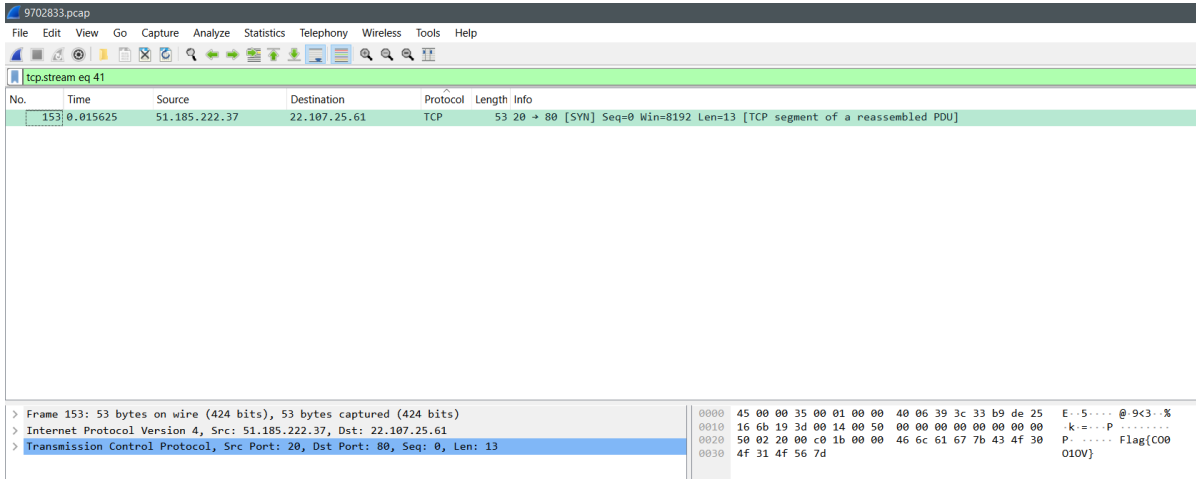 9702833.pcap
File Edit View Go Capture Analyze Statistics Telephony Wireless Tools Help
tcp.stream eq 41
No. Time Source Destination Protocol Length Info
153 0.015625 51.185.222.37 22.107.25.61 TCP 53 20 → 80 [SYN] Seq=0 Win=8192 Len=13 [TCP segment of a reassembled PDU]
> Frame 153: 53 bytes on wire (424 bits), 53 bytes captured (424 bits)
> Internet Protocol Version 4, Src: 51.185.222.37, Dst: 22.107.25.61
> Transmission Control Protocol, Src Port: 20, Dst Port: 80, Seq: 0, Len: 13
0000 45 00 00 35 00 01 00 00 40 06 39 3c 33 b9 de 25 E··5···· @·9<3··%
0010 16 6b 19 3d 00 14 00 50 00 00 00 00 00 00 00 00 ·k·=···P ········
0020 50 02 20 00 c0 1b 00 00 46 6c 61 67 7b 43 4f 30 P· ····· Flag{CO0
0030 4f 31 4f 56 7d O1OV}